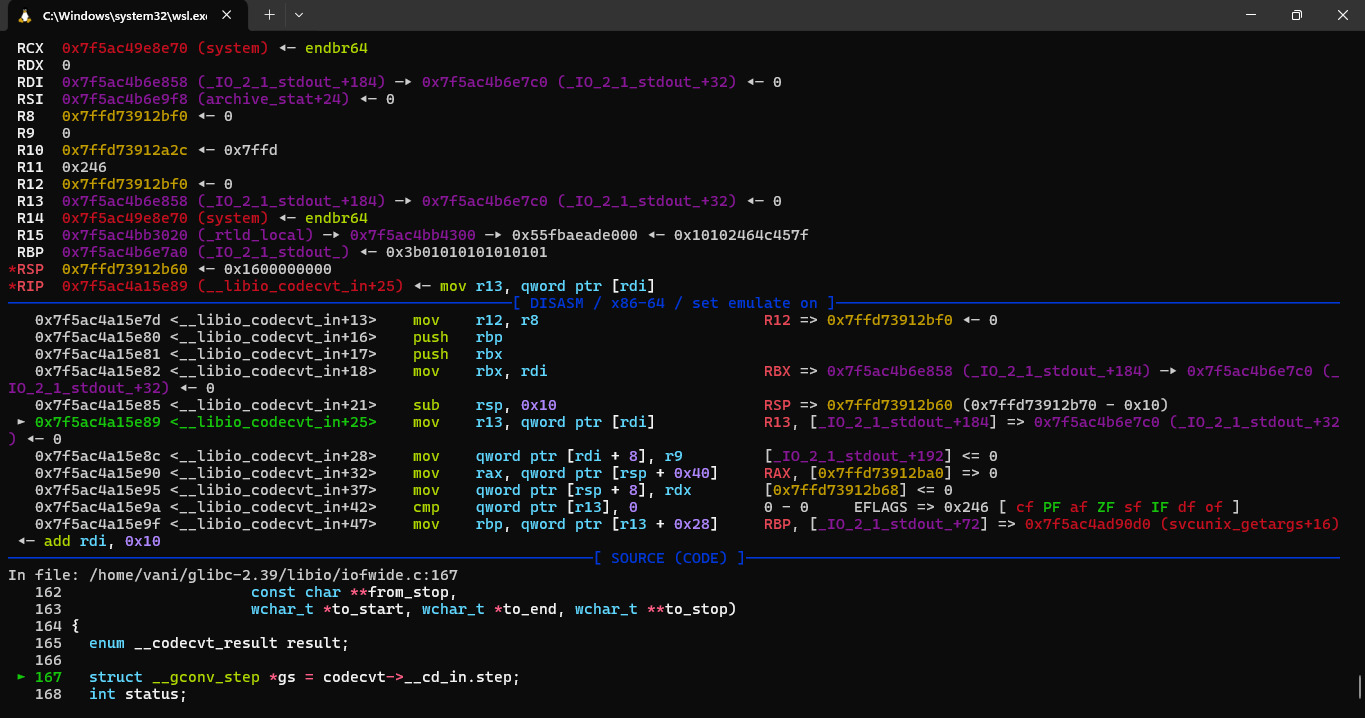 C:\Windows\system32\wsl.exe
RCX  0x7f5ac49e8e70 (system) ◂— endbr64
RDX  0
RDI  0x7f5ac4b6e858 (_IO_2_1_stdout_+184) —▸ 0x7f5ac4b6e7c0 (_IO_2_1_stdout_+32) ◂— 0
RSI  0x7f5ac4b6e9f8 (archive_stat+24) ◂— 0
R8   0x7ffd73912bf0 ◂— 0
R9   0
R10  0x7ffd73912a2c ◂— 0x7ffd
R11  0x246
R12  0x7ffd73912bf0 ◂— 0
R13  0x7f5ac4b6e858 (_IO_2_1_stdout_+184) —▸ 0x7f5ac4b6e7c0 (_IO_2_1_stdout_+32) ◂— 0
R14  0x7f5ac49e8e70 (system) ◂— endbr64
R15  0x7f5ac4bb3020 (_rtld_local) —▸ 0x7f5ac4bb4300 —▸ 0x55fbaeade000 ◂— 0x10102464c457f
RBP  0x7f5ac4b6e7a0 (_IO_2_1_stdout_) ◂— 0x3b01010101010101
*RSP  0x7ffd73912b60 ◂— 0x1600000000
*RIP  0x7f5ac4a15e89 (__libio_codecvt_in+25) ◂— mov r13, qword ptr [rdi]
[ DISASM / x86-64 / set emulate on ]
0x7f5ac4a15e7d <__libio_codecvt_in+13>    mov    r12, r8    R12 => 0x7ffd73912bf0 ◂— 0
0x7f5ac4a15e80 <__libio_codecvt_in+16>    push   rbp
0x7f5ac4a15e81 <__libio_codecvt_in+17>    push   rbx
0x7f5ac4a15e82 <__libio_codecvt_in+18>    mov    rbx, rdi    RBX => 0x7f5ac4b6e858 (_IO_2_1_stdout_+184) —▸ 0x7f5ac4b6e7c0 (_
IO_2_1_stdout_+32) ◂— 0
0x7f5ac4a15e85 <__libio_codecvt_in+21>    sub    rsp, 0x10    RSP => 0x7ffd73912b60 (0x7ffd73912b70 - 0x10)
► 0x7f5ac4a15e89 <__libio_codecvt_in+25>    mov    r13, qword ptr [rdi]    R13, [_IO_2_1_stdout_+184] => 0x7f5ac4b6e7c0 (_IO_2_1_stdout_+32
) ◂— 0
0x7f5ac4a15e8c <__libio_codecvt_in+28>    mov    qword ptr [rdi + 8], r9    [_IO_2_1_stdout_+192] <= 0
0x7f5ac4a15e90 <__libio_codecvt_in+32>    mov    rax, qword ptr [rsp + 0x40]    RAX, [0x7ffd73912ba0] => 0
0x7f5ac4a15e95 <__libio_codecvt_in+37>    mov    qword ptr [rsp + 8], rdx    [0x7ffd73912b68] <= 0
0x7f5ac4a15e9a <__libio_codecvt_in+42>    cmp    qword ptr [r13], 0    0 - 0    EFLAGS => 0x246 [ cf PF af ZF sf IF df of ]
0x7f5ac4a15e9f <__libio_codecvt_in+47>    mov    rbp, qword ptr [r13 + 0x28]    RBP, [_IO_2_1_stdout_+72] => 0x7f5ac4ad90d0 (svcunix_getargs+16)
◂— add rdi, 0x10
[ SOURCE (CODE) ]
In file: /home/vani/glibc-2.39/libio/iofwide.c:167
162                     const char **from_stop,
163                     wchar_t *to_start, wchar_t *to_end, wchar_t **to_stop)
164 {
165   enum __codecvt_result result;
166
► 167   struct __gconv_step *gs = codecvt->__cd_in.step;
168   int status;